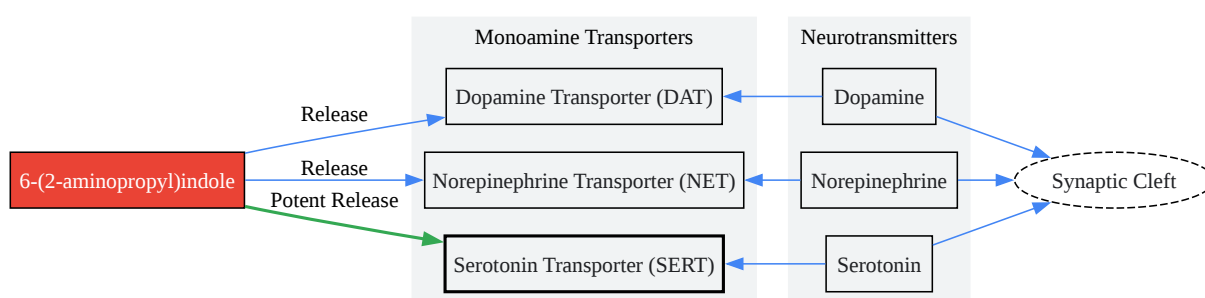 Monoamine Transporters
Neurotransmitters
Release
Dopamine Transporter (DAT)
Dopamine
6-(2-aminopropyl)indole
Release
Norepinephrine Transporter (NET)
Norepinephrine
Synaptic Cleft
Potent Release
Serotonin Transporter (SERT)
Serotonin